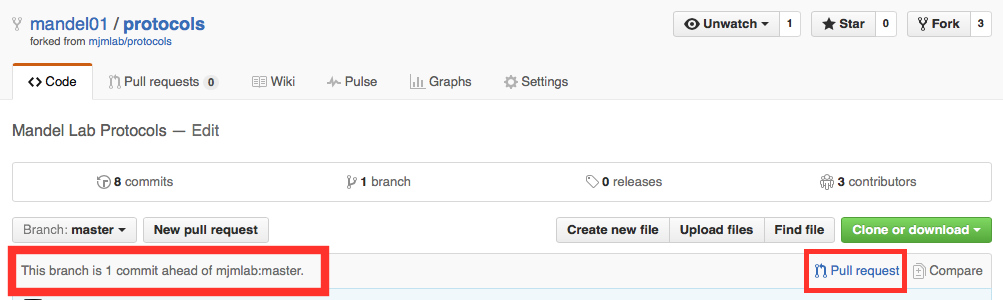 mandel01 / protocols
forked from mjmlab/protocols
Unwatch 1 Star 0 Fork 3
Code Pull requests 0 Wiki Pulse Graphs Settings
Mandel Lab Protocols — Edit
8 commits 1 branch 0 releases 3 contributors
Branch: master New pull request Create new file Upload files Find file Clone or download
This branch is 1 commit ahead of mjmlab:master. Pull request Compare